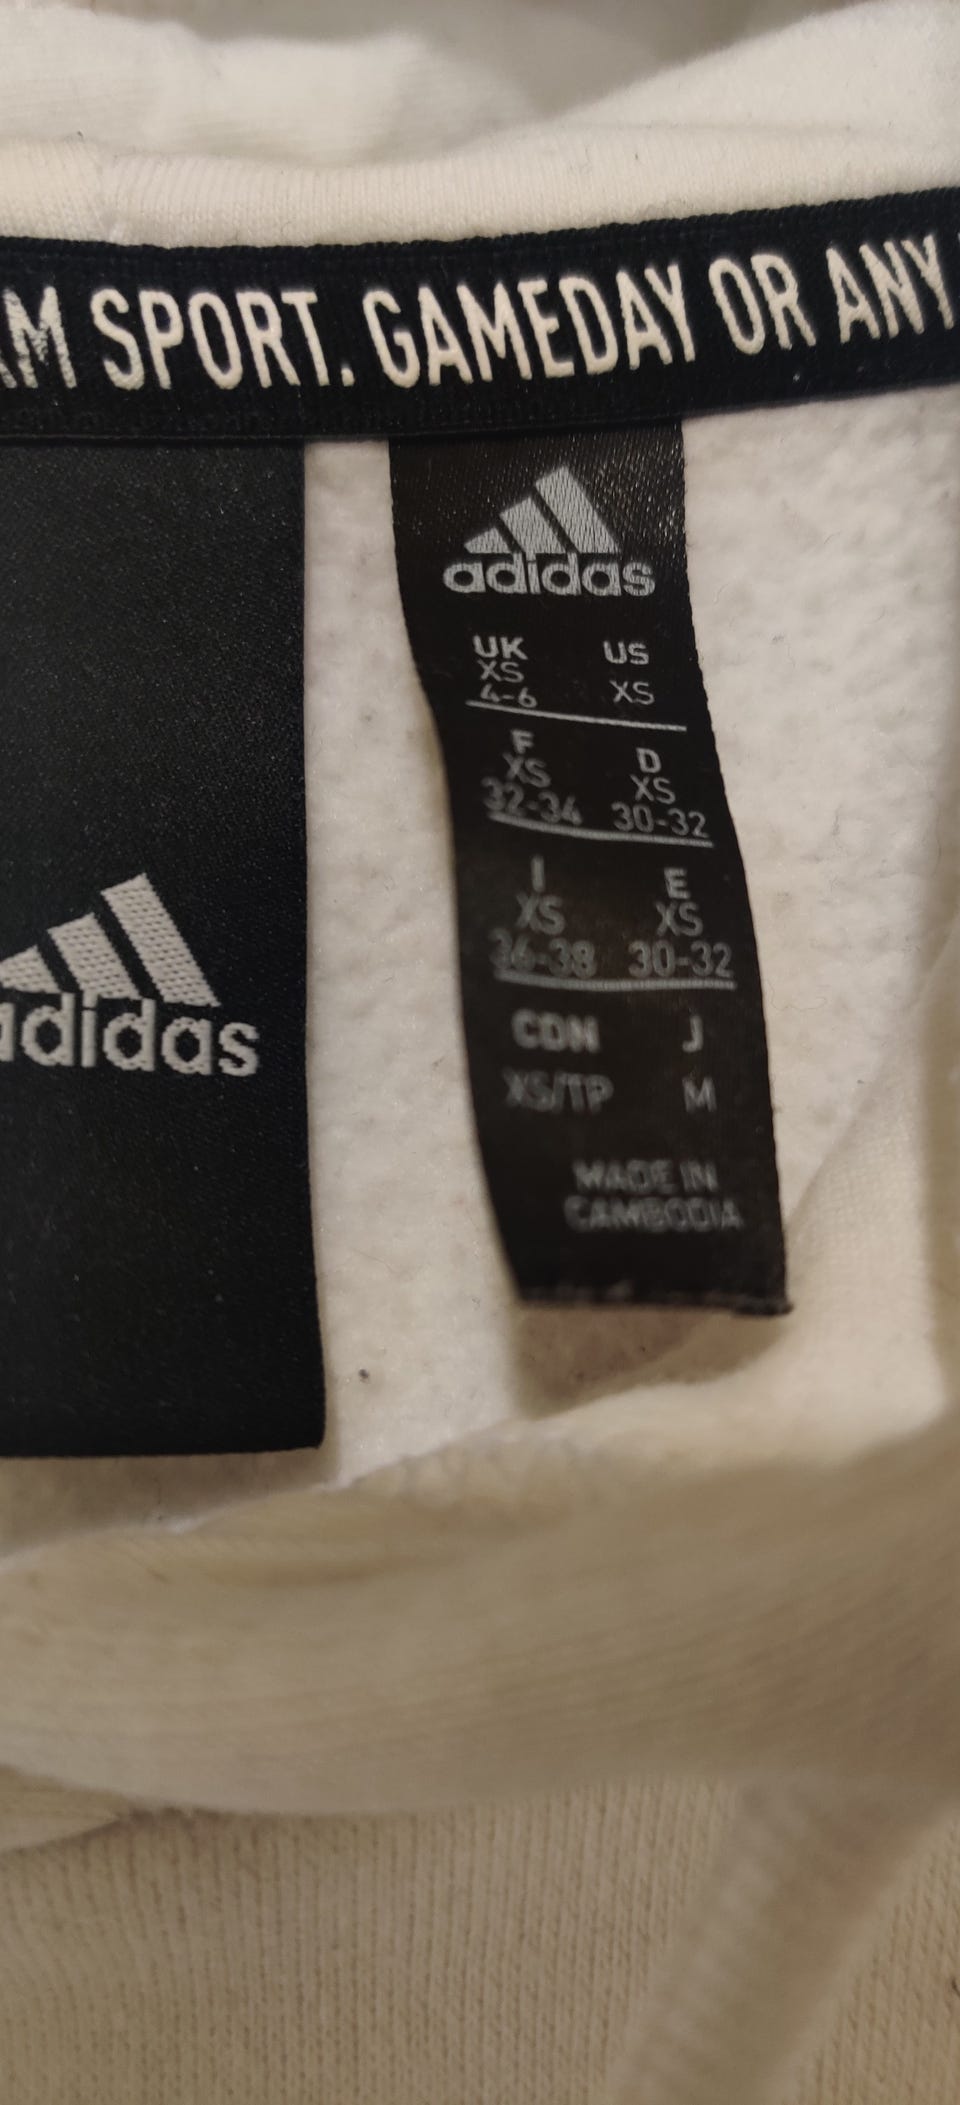 AM SPORT. GAMEDAY OR ANY
adidas
UK US
XS XS
4-6
F D
XS XS
32-34 30-32
I E
XS XS
36-38 30-32
CDN J
XS/TP M
MADE IN
CAMBODIA
adidas